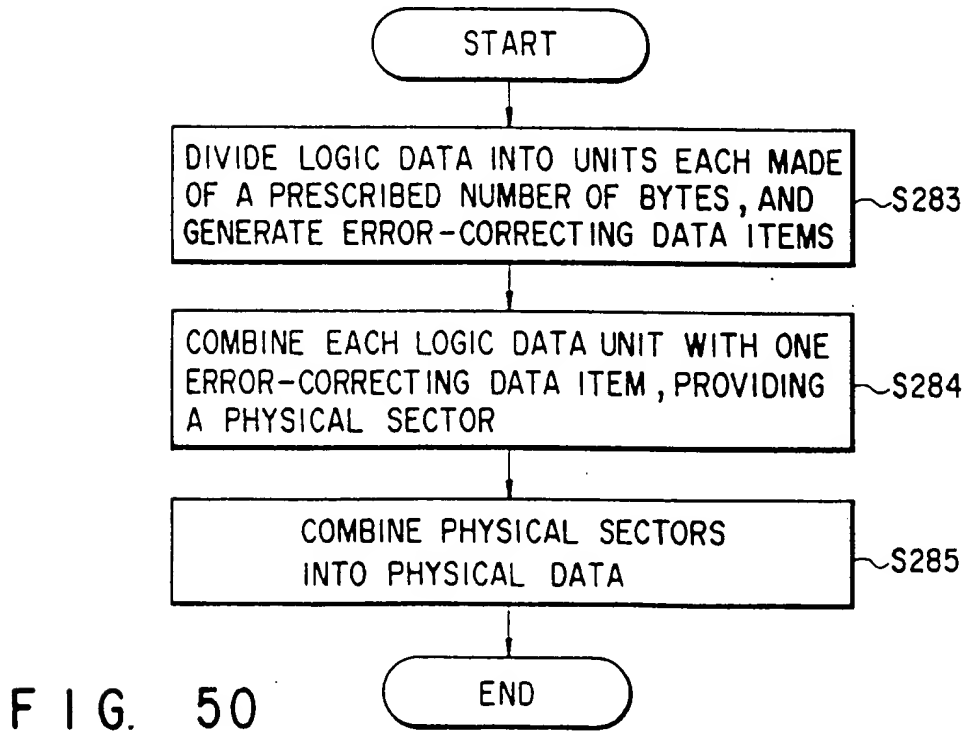 START
DIVIDE LOGIC DATA INTO UNITS EACH MADE
OF A PRESCRIBED NUMBER OF BYTES, AND
GENERATE ERROR-CORRECTING DATA ITEMS
S283
COMBINE EACH LOGIC DATA UNIT WITH ONE
ERROR-CORRECTING DATA ITEM, PROVIDING
A PHYSICAL SECTOR
S284
COMBINE PHYSICAL SECTORS
INTO PHYSICAL DATA
S285
END
FIG. 50